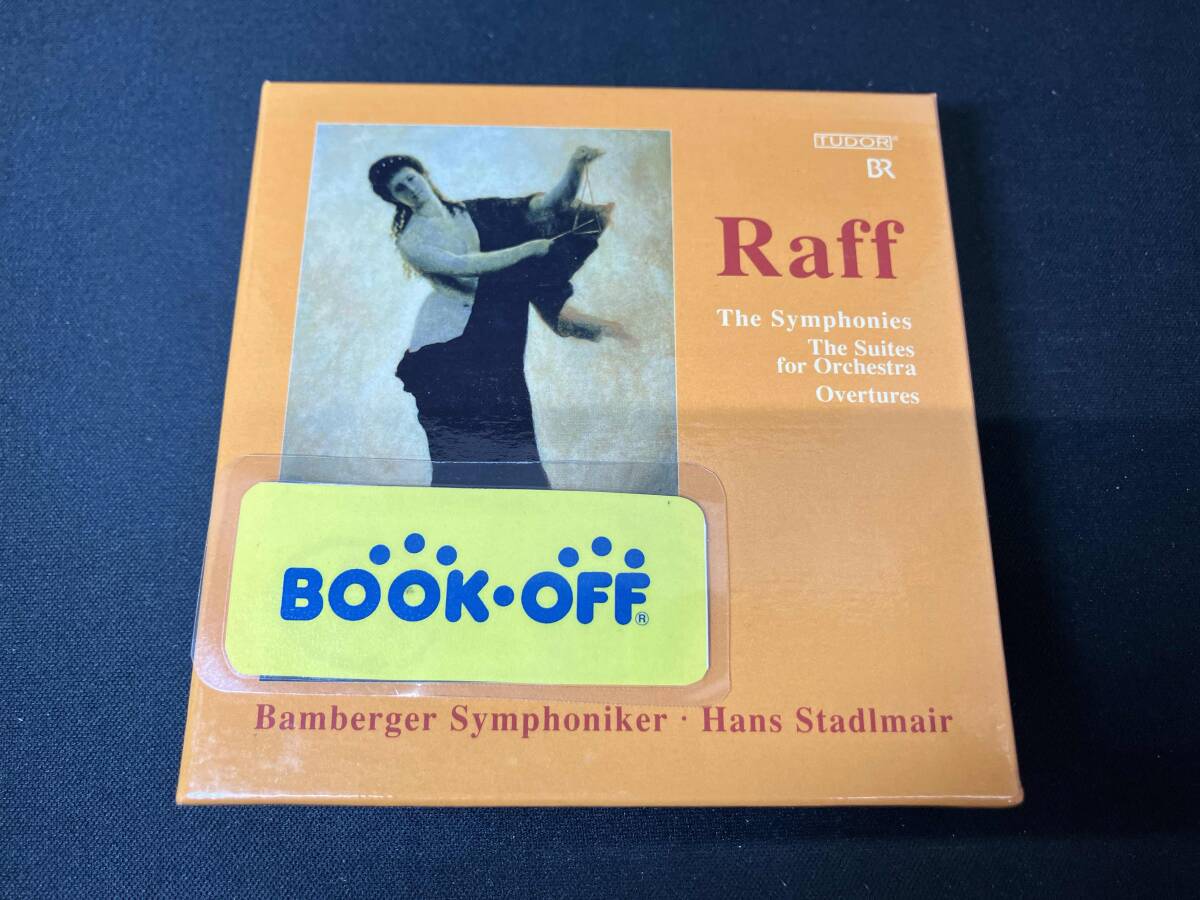 TUDOR®
BR
Raff
The Symphonies
The Suites
for Orchestra
Overtures
BOOK·OFF®
Bamberger Symphoniker · Hans Stadlmair